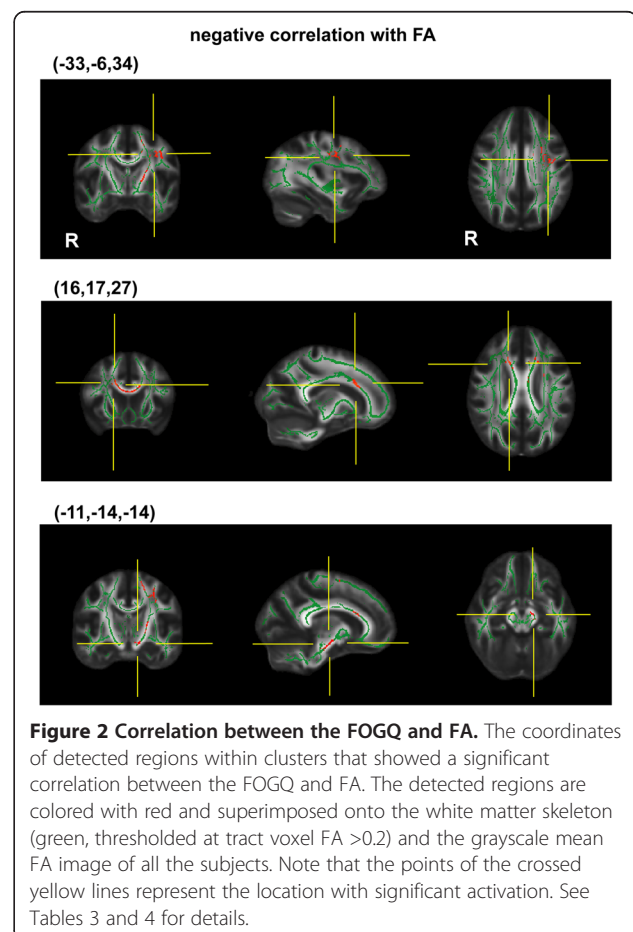 negative correlation with FA
(-33,-6,34)
R
R
(16,17,27)
(-11,-14,-14)
Figure 2 Correlation between the FOGQ and FA. The coordinates
of detected regions within clusters that showed a significant
correlation between the FOGQ and FA. The detected regions are
colored with red and superimposed onto the white matter skeleton
(green, thresholded at tract voxel FA >0.2) and the grayscale mean
FA image of all the subjects. Note that the points of the crossed
yellow lines represent the location with significant activation. See
Tables 3 and 4 for details.